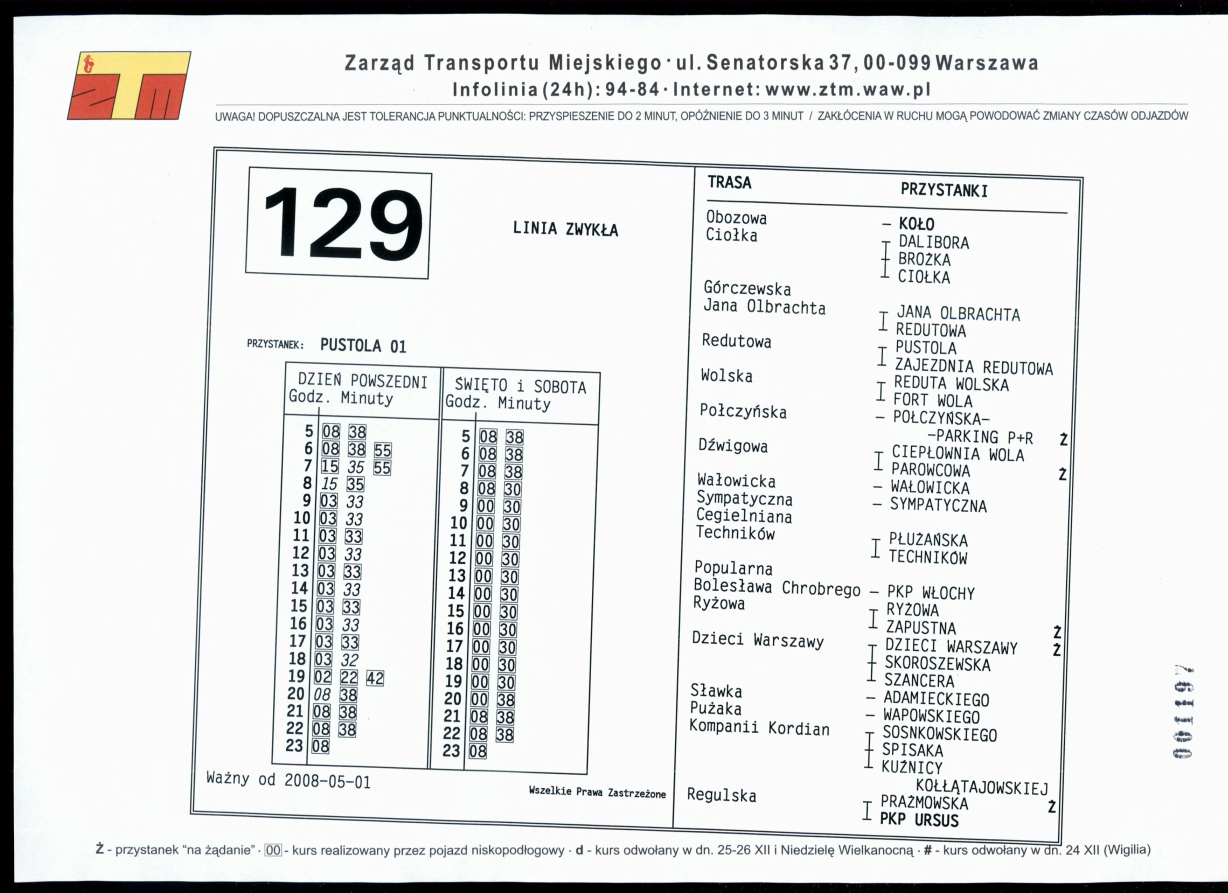 ZTM
Zarząd Transportu Miejskiego · ul. Senatorska 37, 00-099 Warszawa
Infolinia (24h): 94-84 · Internet: www.ztm.waw.pl
UWAGA! DOPUSZCZALNA JEST TOLERANCJA PUNKTUALNOŚCI: PRZYSPIESZENIE DO 2 MINUT, OPÓŹNIENIE DO 3 MINUT / ZAKŁÓCENIA W RUCHU MOGĄ POWODOWAĆ ZMIANY CZASÓW ODJAZDÓW
129
LINIA ZWYKŁA
PRZYSTANEK: PUSTOLA 01
DZIEŃ POWSZEDNI
Godz. Minuty
5 08 38
6 08 38 55
7 15 35 55
8 15 35
9 03 33
10 03 33
11 03 33
12 03 33
13 03 33
14 03 33
15 03 33
16 03 33
17 03 33
18 03 32
19 02 22 42
20 08 38
21 08 38
22 08 38
23 08
ŚWIĘTO i SOBOTA
Godz. Minuty
5 08 38
6 08 38
7 08 38
8 08 30
9 00 30
10 00 30
11 00 30
12 00 30
13 00 30
14 00 30
15 00 30
16 00 30
17 00 30
18 00 30
19 00 30
20 00 38
21 08 38
22 08 38
23 08
Ważny od 2008-05-01
Wszelkie Prawa Zastrzeżone
TRASA PRZYSTANKI
Obozowa – KOŁO
Ciołka DALIBORA
BROŻKA
CIOŁKA
Górczewska
Jana Olbrachta JANA OLBRACHTA
REDUTOWA
Redutowa PUSTOLA
ZAJEZDNIA REDUTOWA
Wolska REDUTA WOLSKA
FORT WOLA
Połczyńska – POŁCZYŃSKA–
–PARKING P+R Ż
Dźwigowa CIEPŁOWNIA WOLA
PAROWCOWA Ż
Wałowicka – WAŁOWICKA
Sympatyczna – SYMPATYCZNA
Cegielniana
Techników PŁUŻAŃSKA
TECHNIKÓW
Popularna
Bolesława Chrobrego – PKP WŁOCHY
Ryżowa RYŻOWA
ZAPUSTNA Ż
Dzieci Warszawy DZIECI WARSZAWY Ż
SKOROSZEWSKA
SZANCERA
Sławka – ADAMIECKIEGO
Pużaka – WAPOWSKIEGO
Kompanii Kordian SOSNKOWSKIEGO
SPISAKA
KUŹNICY
KOŁŁĄTAJOWSKIEJ
Regulska PRAŻMOWSKA Ż
PKP URSUS
001197
Ż - przystanek "na żądanie" · 00 - kurs realizowany przez pojazd niskopodłogowy · d - kurs odwołany w dn. 25-26 XII i Niedzielę Wielkanocną · # - kurs odwołany w dn. 24 XII (Wigilia)